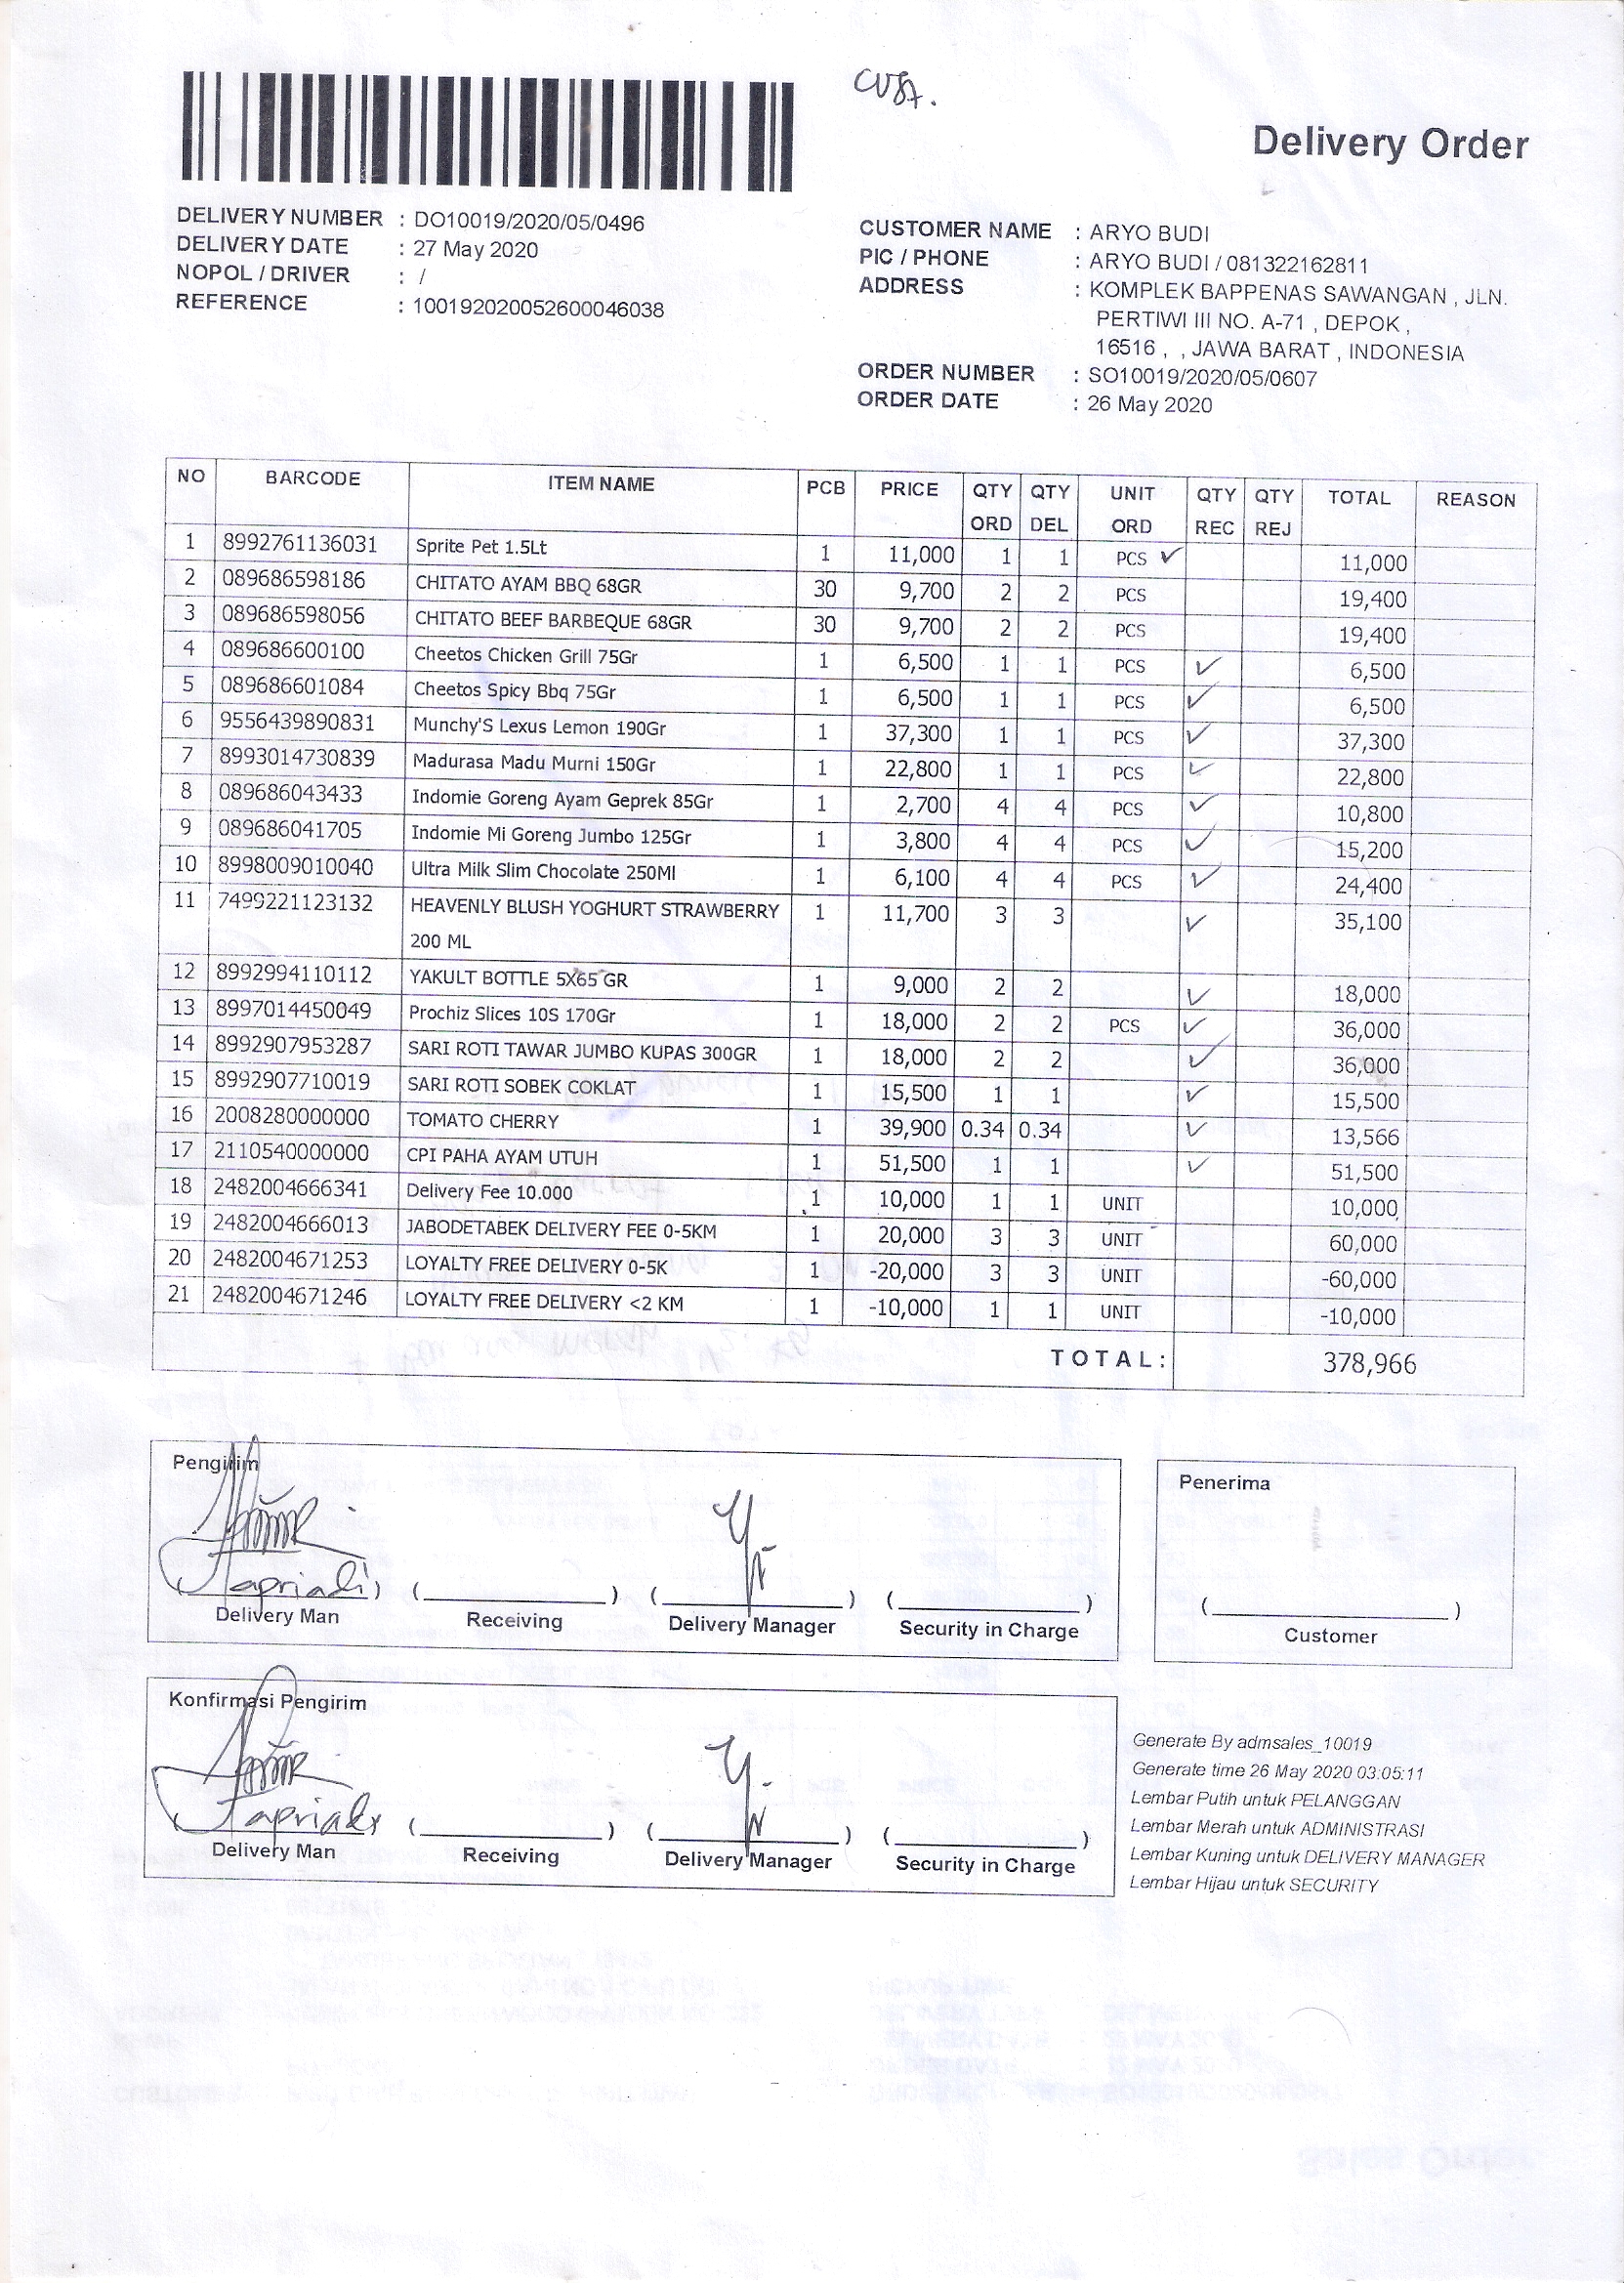 Cust.
Delivery Order
DELIVERY NUMBER : DO10019/2020/05/0496
DELIVERY DATE : 27 May 2020
NOPOL / DRIVER : /
REFERENCE : 100192020052600046038
CUSTOMER NAME : ARYO BUDI
PIC / PHONE : ARYO BUDI / 081322162811
ADDRESS : KOMPLEK BAPPENAS SAWANGAN , JLN.
PERTIWI III NO. A-71 , DEPOK ,
16516 , , JAWA BARAT , INDONESIA
ORDER NUMBER : SO10019/2020/05/0607
ORDER DATE : 26 May 2020
NO BARCODE ITEM NAME PCB PRICE QTY ORD QTY DEL UNIT ORD QTY REC QTY REJ TOTAL REASON
1 8992761136031 Sprite Pet 1.5Lt 1 11,000 1 1 PCS ✓ 11,000
2 089686598186 CHITATO AYAM BBQ 68GR 30 9,700 2 2 PCS 19,400
3 089686598056 CHITATO BEEF BARBEQUE 68GR 30 9,700 2 2 PCS 19,400
4 089686600100 Cheetos Chicken Grill 75Gr 1 6,500 1 1 PCS ✓ 6,500
5 089686601084 Cheetos Spicy Bbq 75Gr 1 6,500 1 1 PCS ✓ 6,500
6 9556439890831 Munchy'S Lexus Lemon 190Gr 1 37,300 1 1 PCS ✓ 37,300
7 8993014730839 Madurasa Madu Murni 150Gr 1 22,800 1 1 PCS ✓ 22,800
8 089686043433 Indomie Goreng Ayam Geprek 85Gr 1 2,700 4 4 PCS ✓ 10,800
9 089686041705 Indomie Mi Goreng Jumbo 125Gr 1 3,800 4 4 PCS ✓ 15,200
10 8998009010040 Ultra Milk Slim Chocolate 250Ml 1 6,100 4 4 PCS ✓ 24,400
11 7499221123132 HEAVENLY BLUSH YOGHURT STRAWBERRY 1 11,700 3 3 ✓ 35,100
200 ML
12 8992994110112 YAKULT BOTTLE 5X65 GR 1 9,000 2 2 ✓ 18,000
13 8997014450049 Prochiz Slices 10S 170Gr 1 18,000 2 2 PCS ✓ 36,000
14 8992907953287 SARI ROTI TAWAR JUMBO KUPAS 300GR 1 18,000 2 2 ✓ 36,000
15 8992907710019 SARI ROTI SOBEK COKLAT 1 15,500 1 1 ✓ 15,500
16 2008280000000 TOMATO CHERRY 1 39,900 0.34 0.34 ✓ 13,566
17 2110540000000 CPI PAHA AYAM UTUH 1 51,500 1 1 ✓ 51,500
18 2482004666341 Delivery Fee 10.000 1 10,000 1 1 UNIT 10,000
19 2482004666013 JABODETABEK DELIVERY FEE 0-5KM 1 20,000 3 3 UNIT 60,000
20 2482004671253 LOYALTY FREE DELIVERY 0-5K 1 -20,000 3 3 UNIT -60,000
21 2482004671246 LOYALTY FREE DELIVERY <2 KM 1 -10,000 1 1 UNIT -10,000
TOTAL: 378,966
Pengirim
Penerima
Delivery Man Receiving Delivery Manager Security in Charge Customer
Konfirmasi Pengirim
Delivery Man Receiving Delivery Manager Security in Charge
Generate By admsales_10019
Generate time 26 May 2020 03:05:11
Lembar Putih untuk PELANGGAN
Lembar Merah untuk ADMINISTRASI
Lembar Kuning untuk DELIVERY MANAGER
Lembar Hijau untuk SECURITY